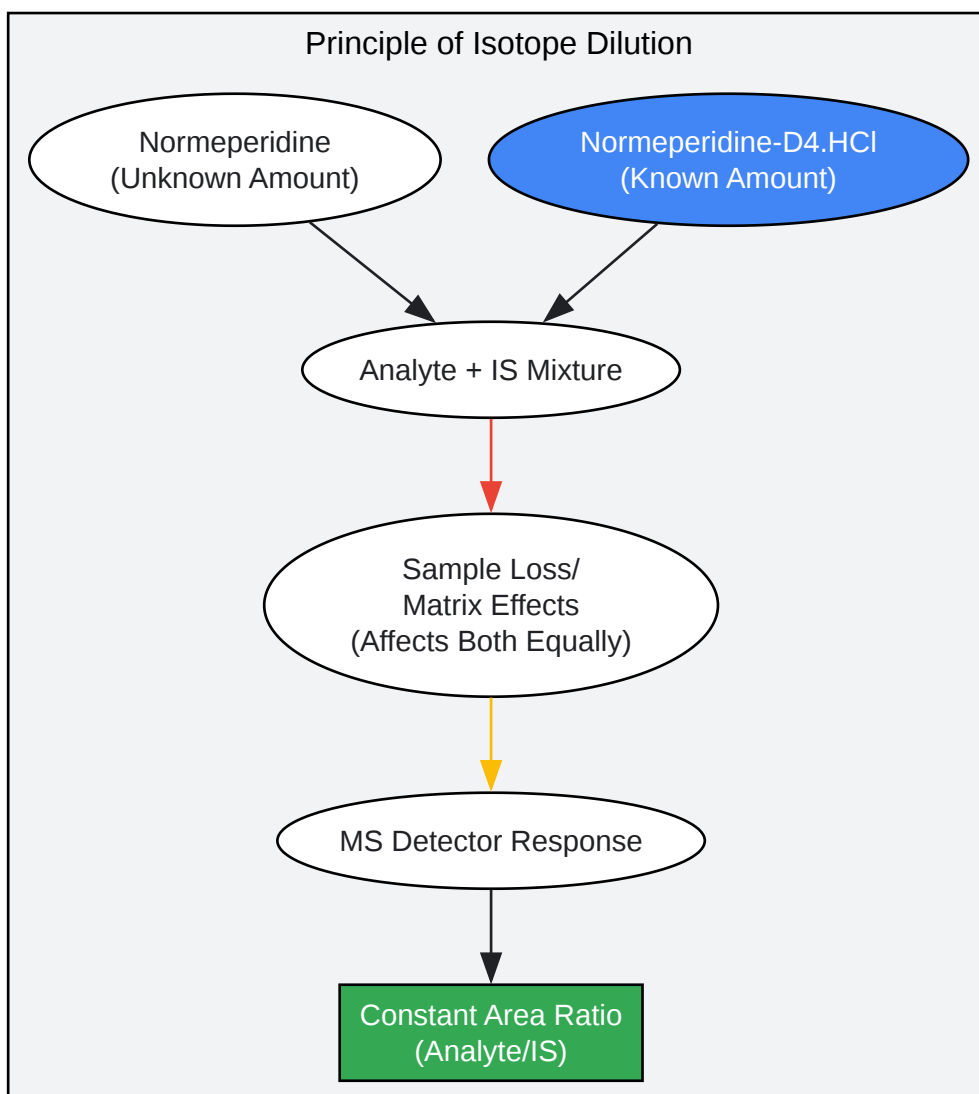 Principle of Isotope Dilution
Normeperidine
(Unknown Amount)
Normeperidine-D4.HCl
(Known Amount)
Analyte + IS Mixture
Sample Loss/
Matrix Effects
(Affects Both Equally)
MS Detector Response
Constant Area Ratio
(Analyte/IS)